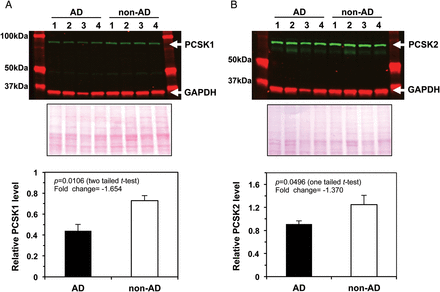 A
AD non-AD
1 2 3 4 1 2 3 4
100kDa
PCSK1
50kDa
37kDa
GAPDH
Relative PCSK1 level
1
0.8
0.6
0.4
0.2
0
p=0.0106 (two tailed t-test)
Fold change= -1.654
AD non-AD
B
AD non-AD
1 2 3 4 1 2 3 4
PCSK2
50kDa
37kDa
GAPDH
Relative PCSK2 level
2.0
1.6
1.2
0.8
0.4
0
p=0.0496 (one tailed t-test)
Fold change= -1.370
AD non-AD